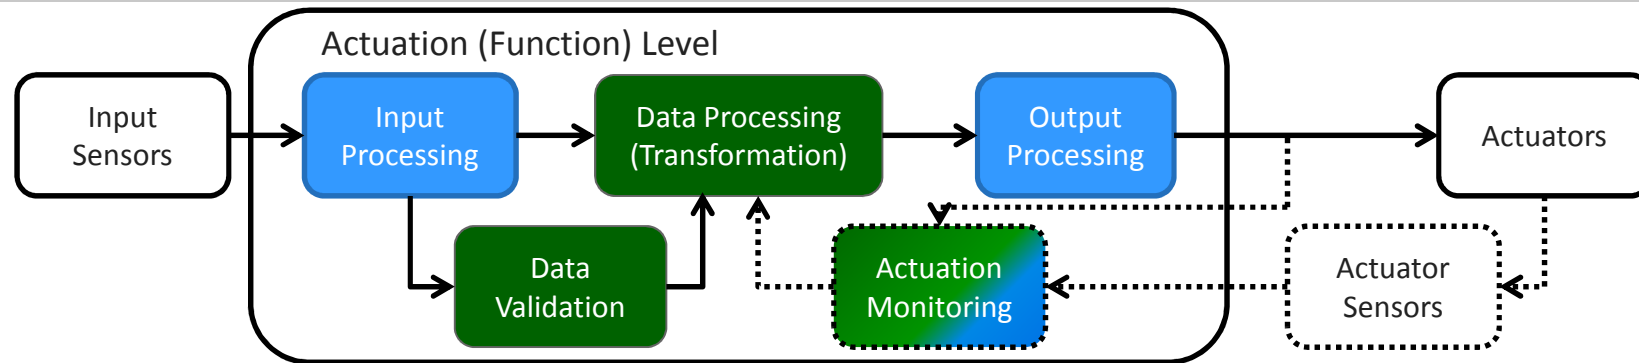 Actuation (Function) Level
Input
Sensors
Input
Processing
Data Processing
(Transformation)
Output
Processing
Actuators
Data
Validation
Actuation
Monitoring
Actuator
Sensors